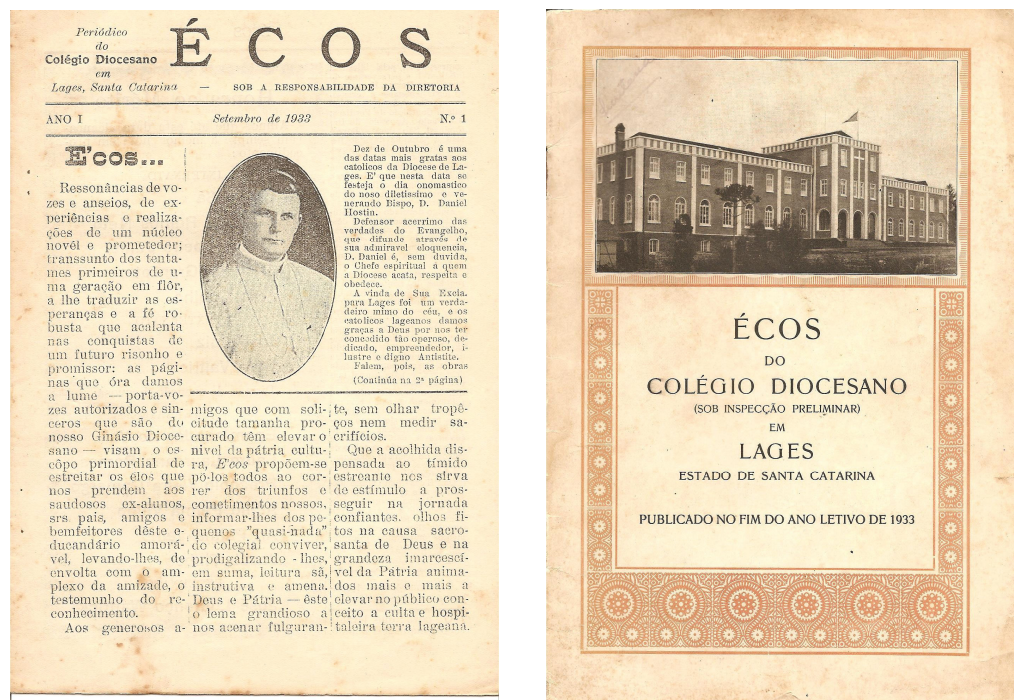 Periódico
do
Colégio Diocesano
em
Lages, Santa Catarina
ÉCOS
— SOB A RESPONSABILIDADE DA DIRETORIA
ANO I Setembro de 1933 N.º 1
E'cos...
Ressonâncias de vo-
zes e anseios, de ex-
periências e realiza-
ções de um núcleo
novél e prometedor;
transsunto dos tenta-
mes primeiros de u-
ma geração em flôr,
a lhe traduzir as es-
peranças e a fé ro-
busta que acalenta
nas conquistas de
um futuro risonho e
promissor: as pági-
nas que óra damos
a lume — porta-vo-
zes autorizados e sin-
ceros que são do
nosso Ginásio Dioce-
sano — visam o es-
côpo primordial de
estreitar os elos que
nos prendem aos
saudosos ex-alunos,
srs. pais, amigos e
bemfeitores dêste e-
ducandário amorá-
vel, levando-lhes, de
envolta com o am-
plexo da amizade, o
testemunho do re-
conhecimento.
Aos generosos a-
Dez de Outubro é uma
das datas mais gratas aos
catolicos da Diocese de La-
ges. E' que nesta data se
festeja o dia onomastico
do noso diletissimo e ve-
nerando Bispo, D. Daniel
Hostin.
Defensor acerrimo das
verdades do Evangelho,
que difunde através de
sua admiravel eloquencia,
D. Daniel é, sem duvida,
o Chefe espiritual a quem
a Diocese acata, respeita e
obedece.
A vinda de Sua Excia.
para Lages foi um verda-
deiro mimo do céu, e os
catolicos lageanos damos
graças a Deus por nos ter
concedido tão operoso, de-
dicado, empreendedor, i-
lustre e digno Antistite.
Falem, pois, as obras
(Continúa na 2ª página)
migos que com soli-
citude tamanha pro-
curado têm elevar o
nivel da pátria cultu-
ra, E'cos propõem-se
pô-los todos ao cor-
rer dos triunfos e
cometimentos nossos,
informar-lhes dos pe-
quenos "quasi-nada"
do colegial conviver,
prodigalizando-lhes,
em suma, leitura sã,
instrutiva e amena.
Deus e Pátria — êste
o lema grandioso a
nos acenar fulguran-
te, sem olhar tropê-
ços nem medir sa-
crifícios.
Que a acolhida dis-
pensada ao tímido
estreante nos sirva
de estímulo a pros-
seguir na jornada
confiantes. olhos fi-
tos na causa sacro-
santa de Deus e na
grandeza imarcescí-
vel da Pátria anima-
dos mais e mais a
elevar no público con-
ceito a culta e hospi-
taleira terra lageana.
ÉCOS
DO
COLÉGIO DIOCESANO
(SOB INSPECÇÃO PRELIMINAR)
EM
LAGES
ESTADO DE SANTA CATARINA
PUBLICADO NO FIM DO ANO LETIVO DE 1933